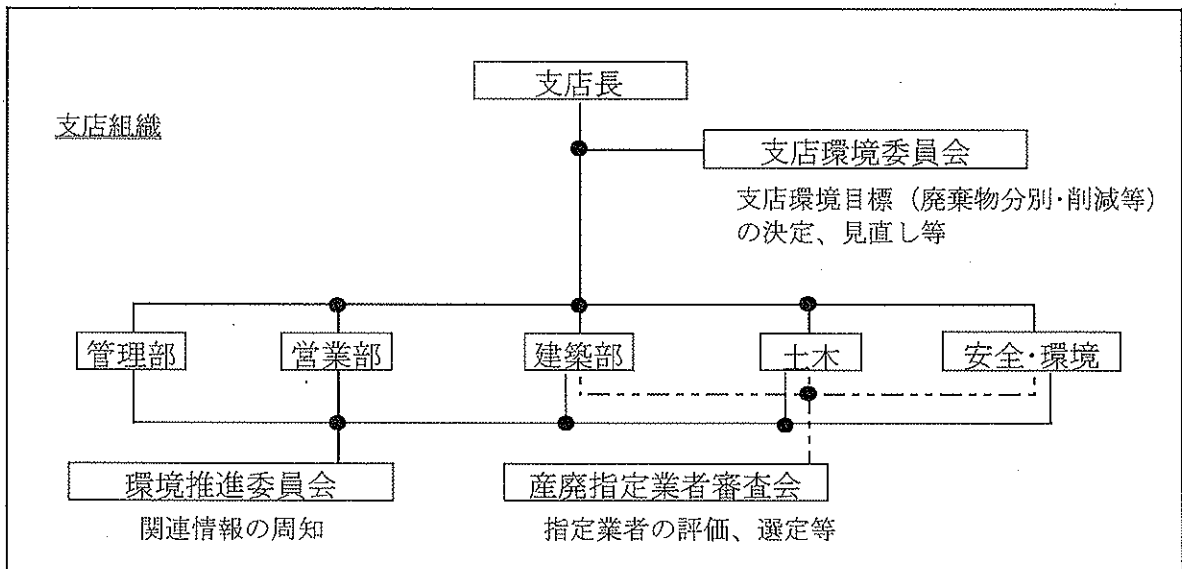 支店長
支店組織
支店環境委員会
支店環境目標（廃棄物分別・削減等）
の決定、見直し等
管理部
営業部
建築部
土木
安全・環境
環境推進委員会
産廃指定業者審査会
関連情報の周知
指定業者の評価、選定等